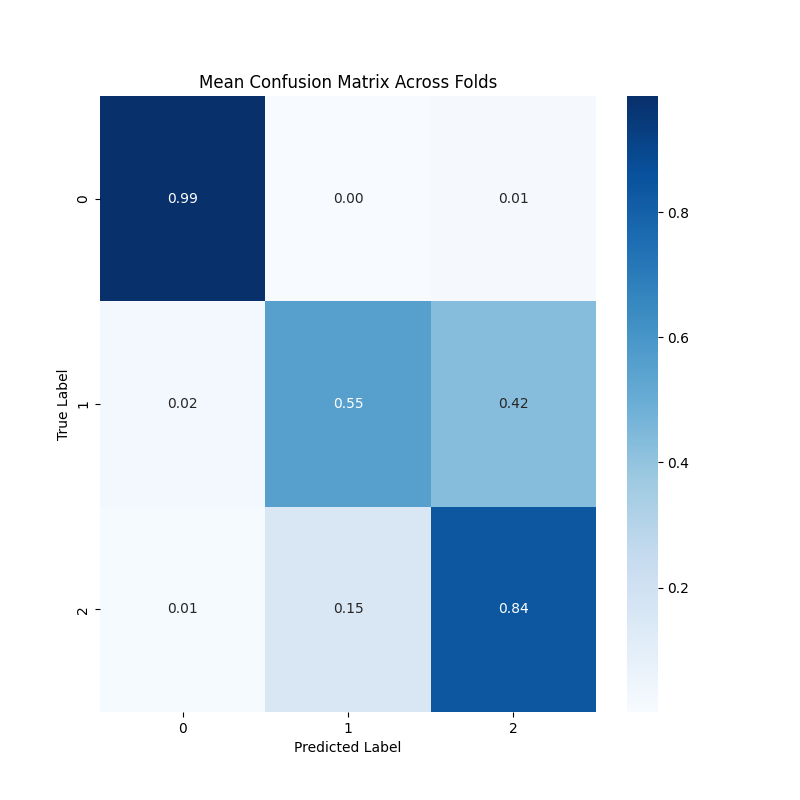 Mean Confusion Matrix Across Folds
0 0.99 0.00 0.01
1 0.02 0.55 0.42
2 0.01 0.15 0.84
0 1 2
Predicted Label
True Label
0.8
0.6
0.4
0.2